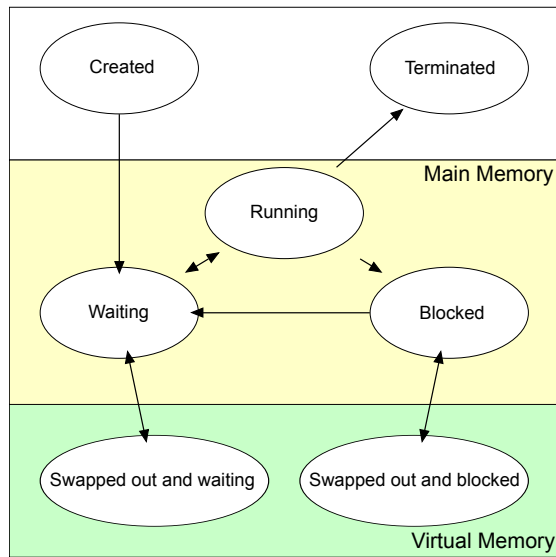 Created
Terminated
Main Memory
Running
Waiting
Blocked
Swapped out and waiting
Swapped out and blocked
Virtual Memory